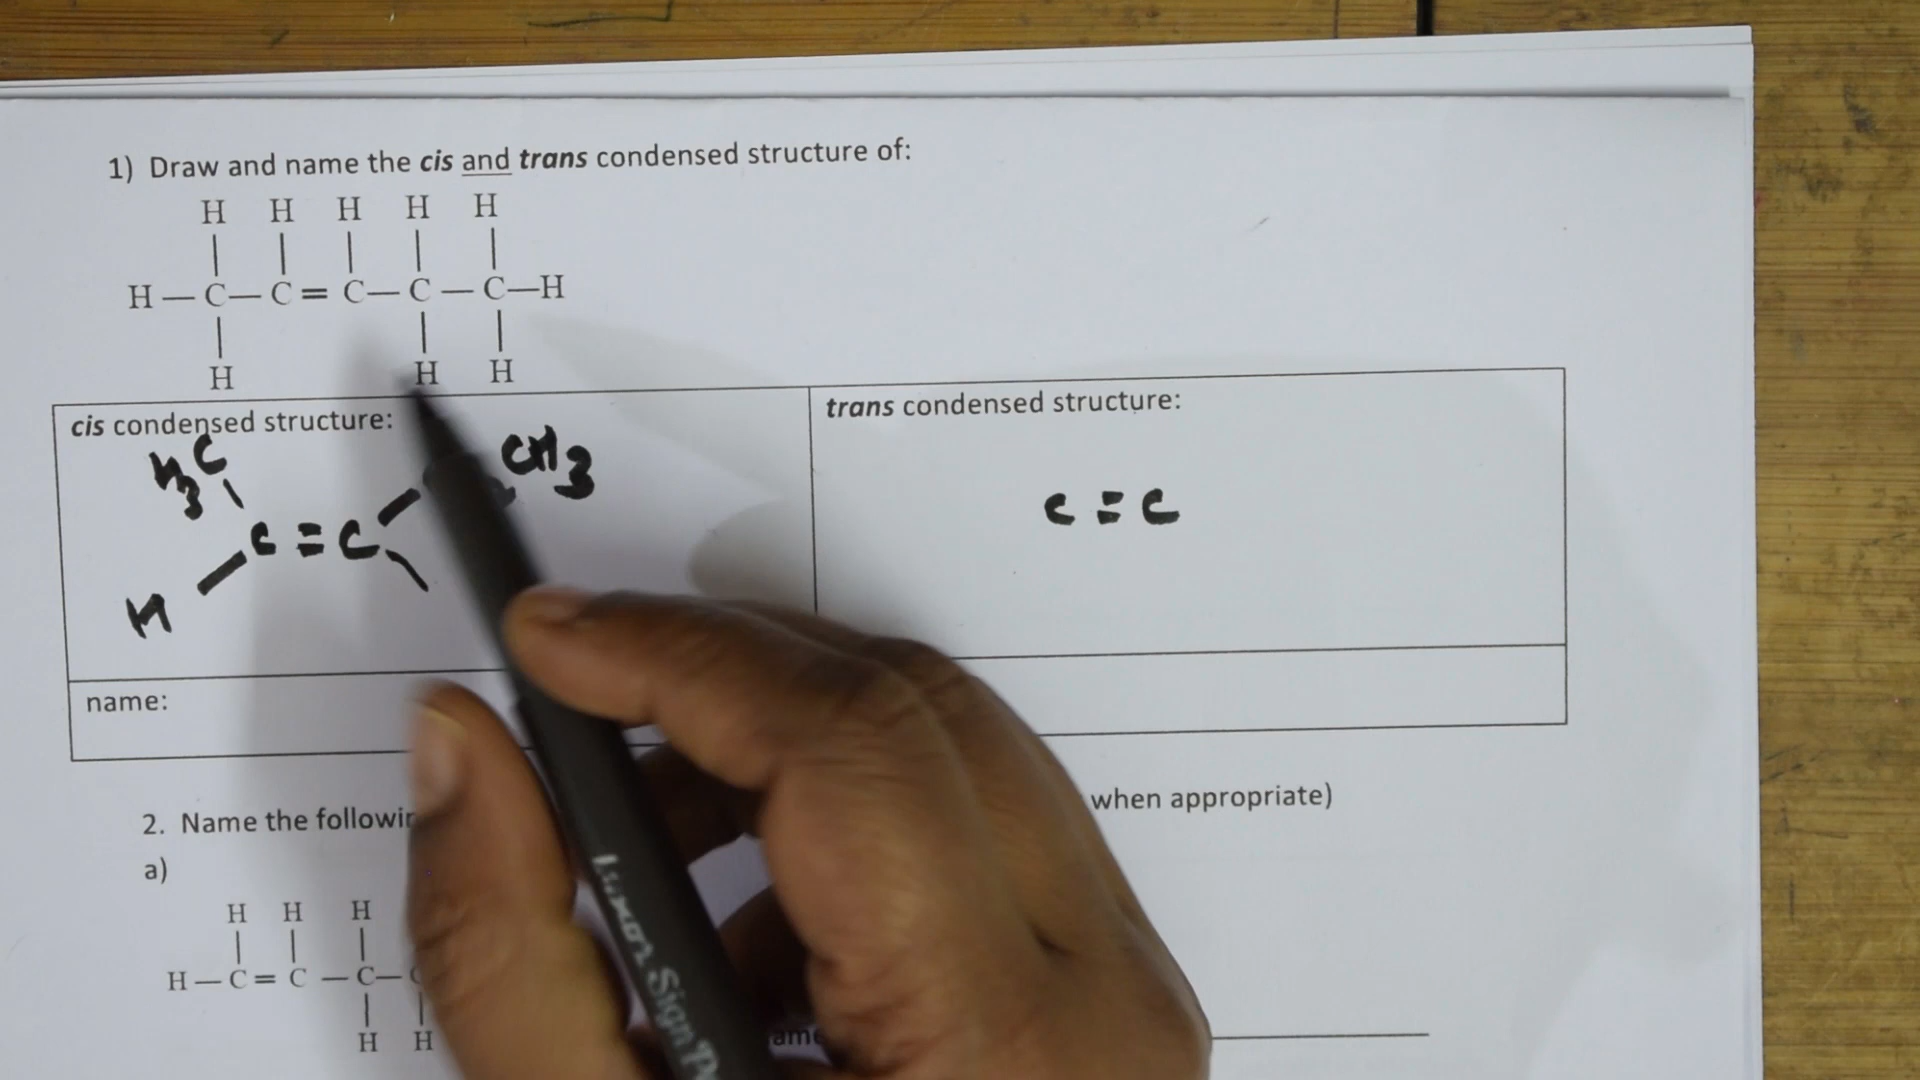 1) Draw and name the cis and trans condensed structure of:
H H H H H
H — C — C = C — C — C — H
H H H
cis condensed structure:
trans condensed structure:
H3C CH3
C = C
H
C = C
name:
2. Name the when appropriate)
a)
H H H
H — C = C — C —
H H
Luxor